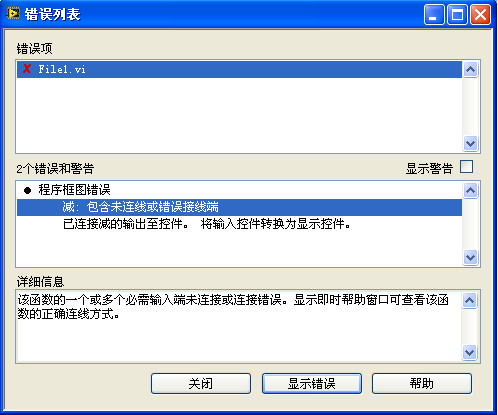 错误列表
错误项
File1.vi
2个错误和警告
显示警告
程序框图错误
减: 包含未连线或错误接线端
已连接减的输出至控件。 将输入控件转换为显示控件。
详细信息
该函数的一个或多个必需输入端未连接或连接错误。显示即时帮助窗口可查看该函
数的正确连线方式。
关闭
显示错误
帮助